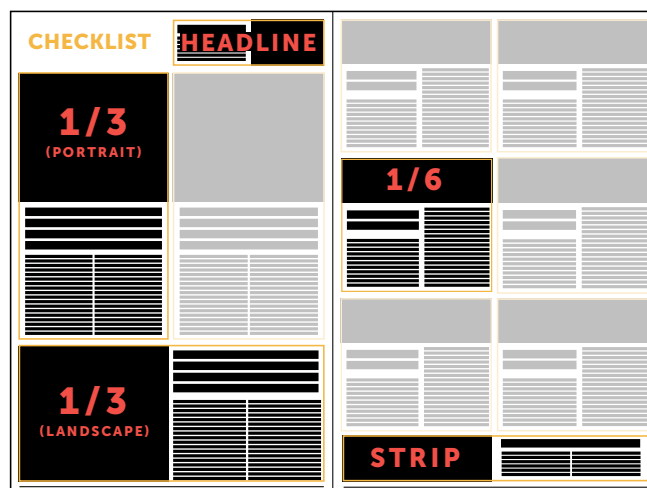 CHECKLIST
HEADLINE
1/3
(PORTRAIT)
1/3
(LANDSCAPE)
1/6
STRIP